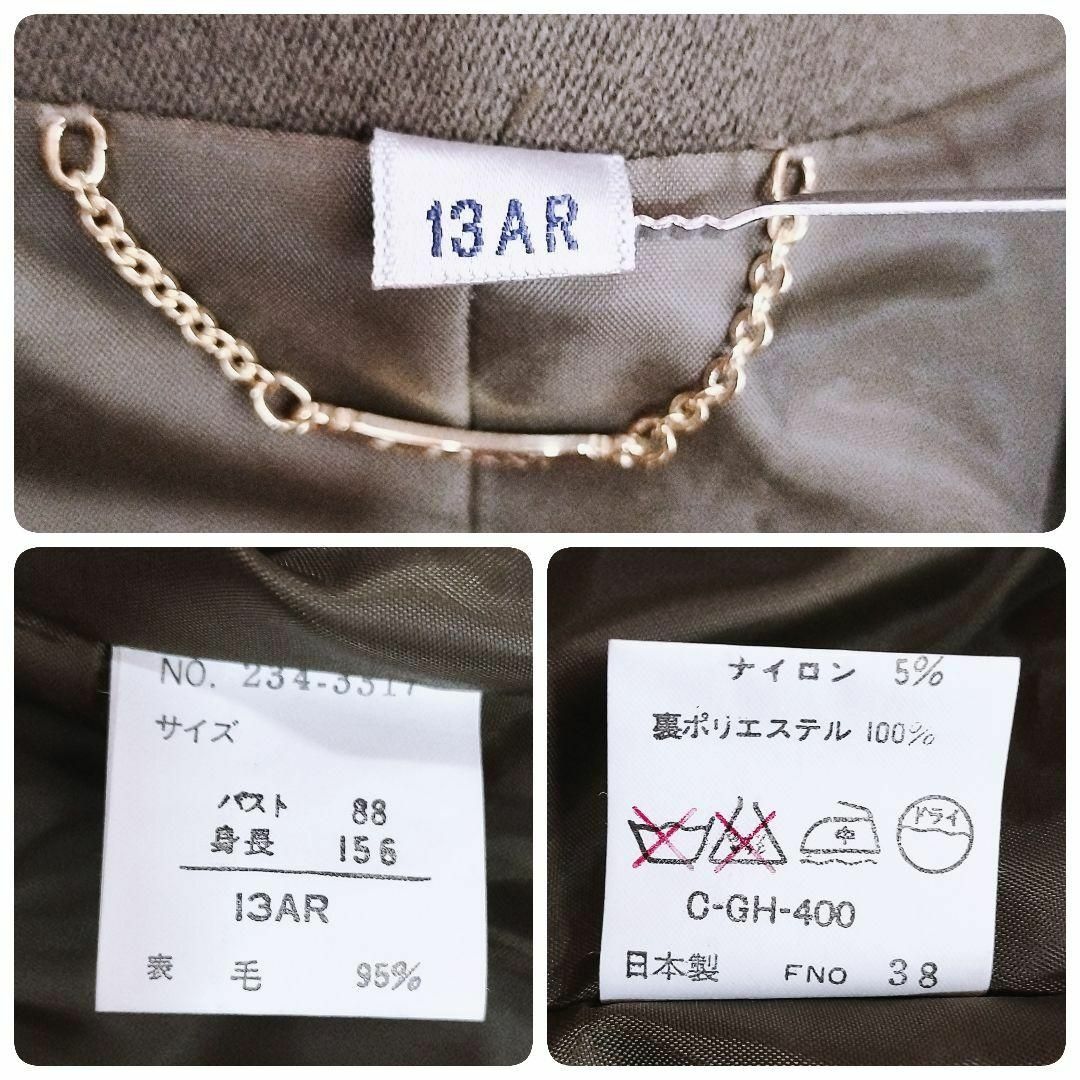 13AR
NO. 234-3317
サイズ
バスト 88
身長 156
13AR
表 毛 95%
ナイロン 5%
裏ポリエステル 100%
中 ドライ
C-GH-400
日本製 FNO 38